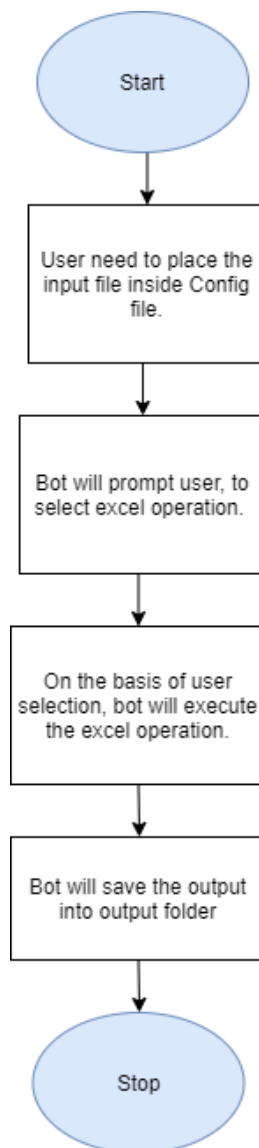 Start
User need to place the
input file inside Config
file.
Bot will prompt user, to
select excel operation.
On the basis of user
selection, bot will execute
the excel operation.
Bot will save the output
into output folder
Stop